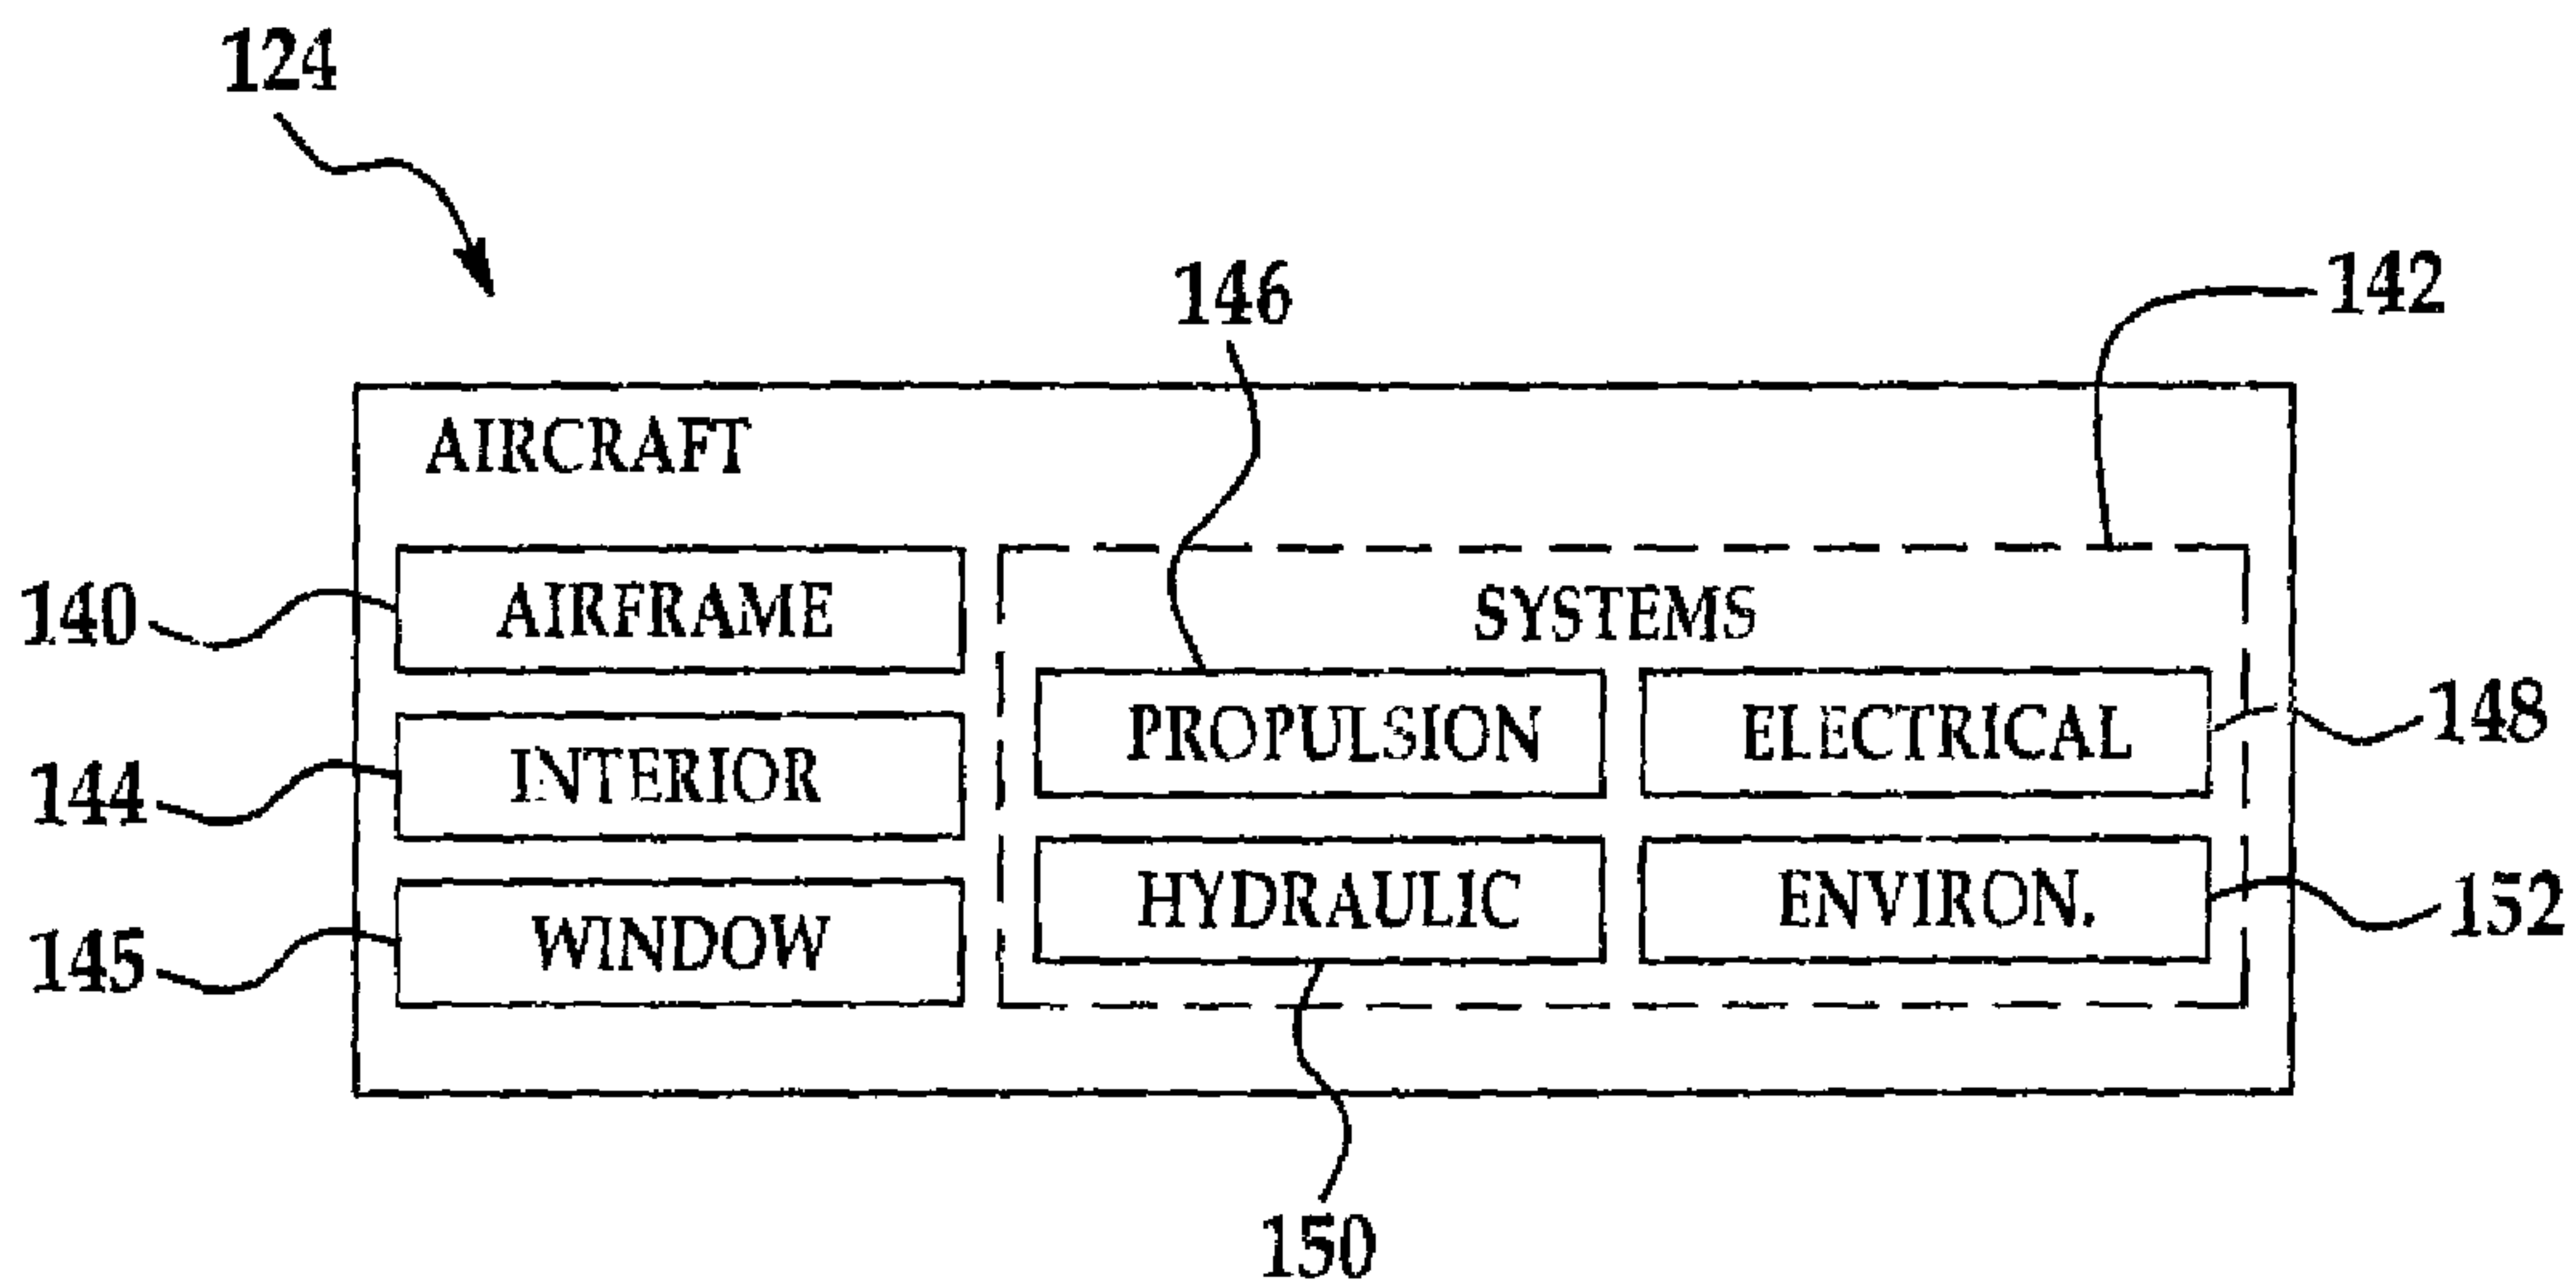 124
146
142
AIRCRAFT
140
AIRFRAME
SYSTEMS
PROPULSION
ELECTRICAL
148
144
INTERIOR
HYDRAULIC
ENVIRON.
152
145
WINDOW
150